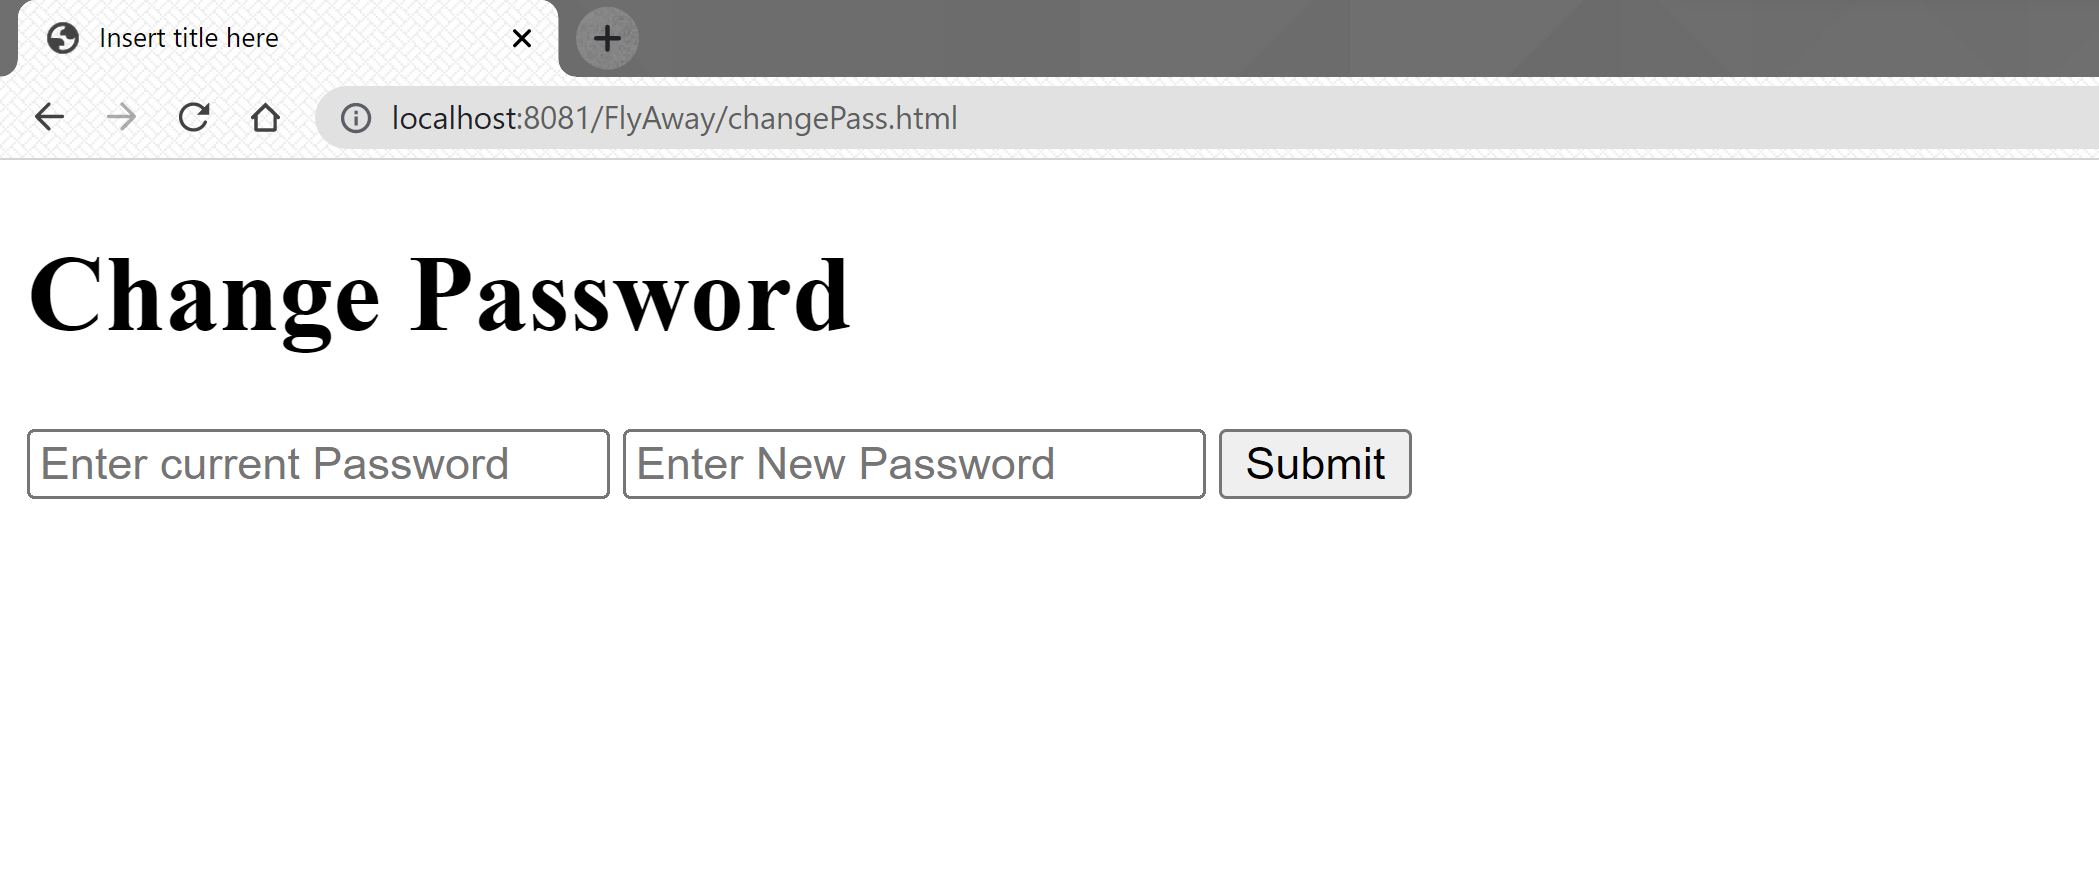 Insert title here
localhost:8081/FlyAway/changePass.html
Change Password
Enter current Password Enter New Password Submit